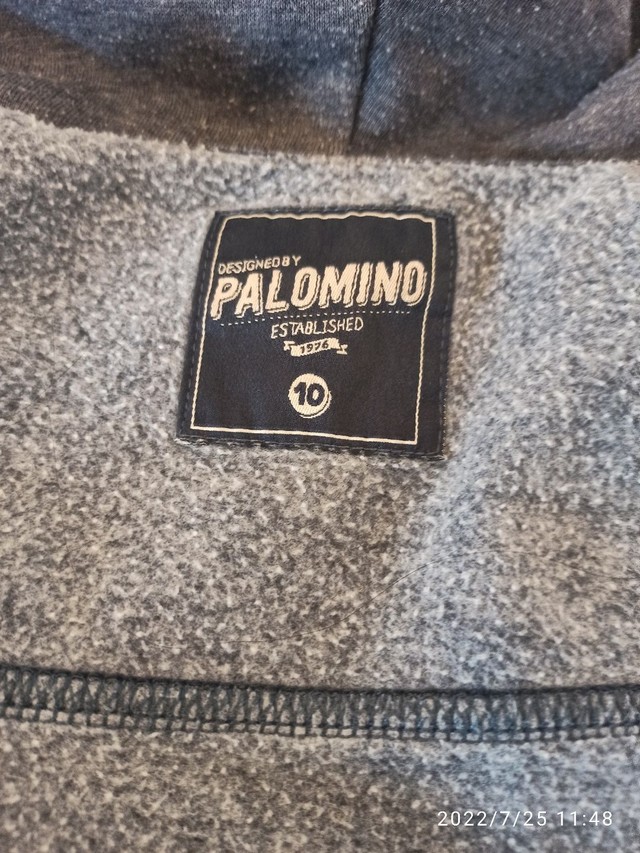 DESIGNED BY
PALOMINO
ESTABLISHED
1976
10
2022/7/25 11:48